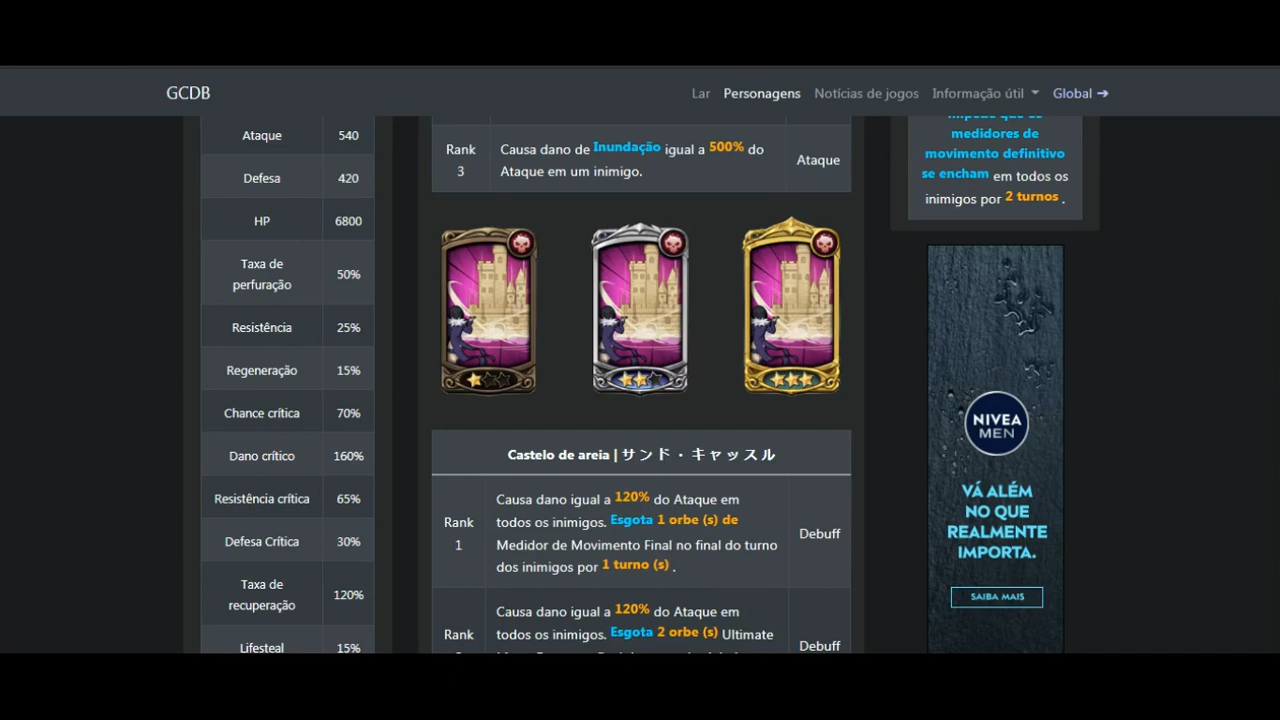 GCDB
Lar
Personagens
Notícias de jogos
Informação útil
Global ➔
Ataque 540
Defesa 420
HP 6800
Taxa de
perfuração 50%
Resistência 25%
Regeneração 15%
Chance crítica 70%
Dano crítico 160%
Resistência crítica 65%
Defesa Crítica 30%
Taxa de
recuperação 120%
Lifesteal 15%
Rank
3
Causa dano de Inundação igual a 500% do
Ataque em um inimigo.
Ataque
Castelo de areia | サンド・キャッスル
Rank
1
Causa dano igual a 120% do Ataque em
todos os inimigos. Esgota 1 orbe (s) de
Medidor de Movimento Final no final do turno
dos inimigos por 1 turno (s) .
Debuff
Rank
Causa dano igual a 120% do Ataque em
todos os inimigos. Esgota 2 orbe (s) Ultimate
Debuff
medidores de
movimento definitivo
se encham em todos os
inimigos por 2 turnos .
NIVEA
MEN
VÁ ALÉM
NO QUE
REALMENTE
IMPORTA.
SAIBA MAIS